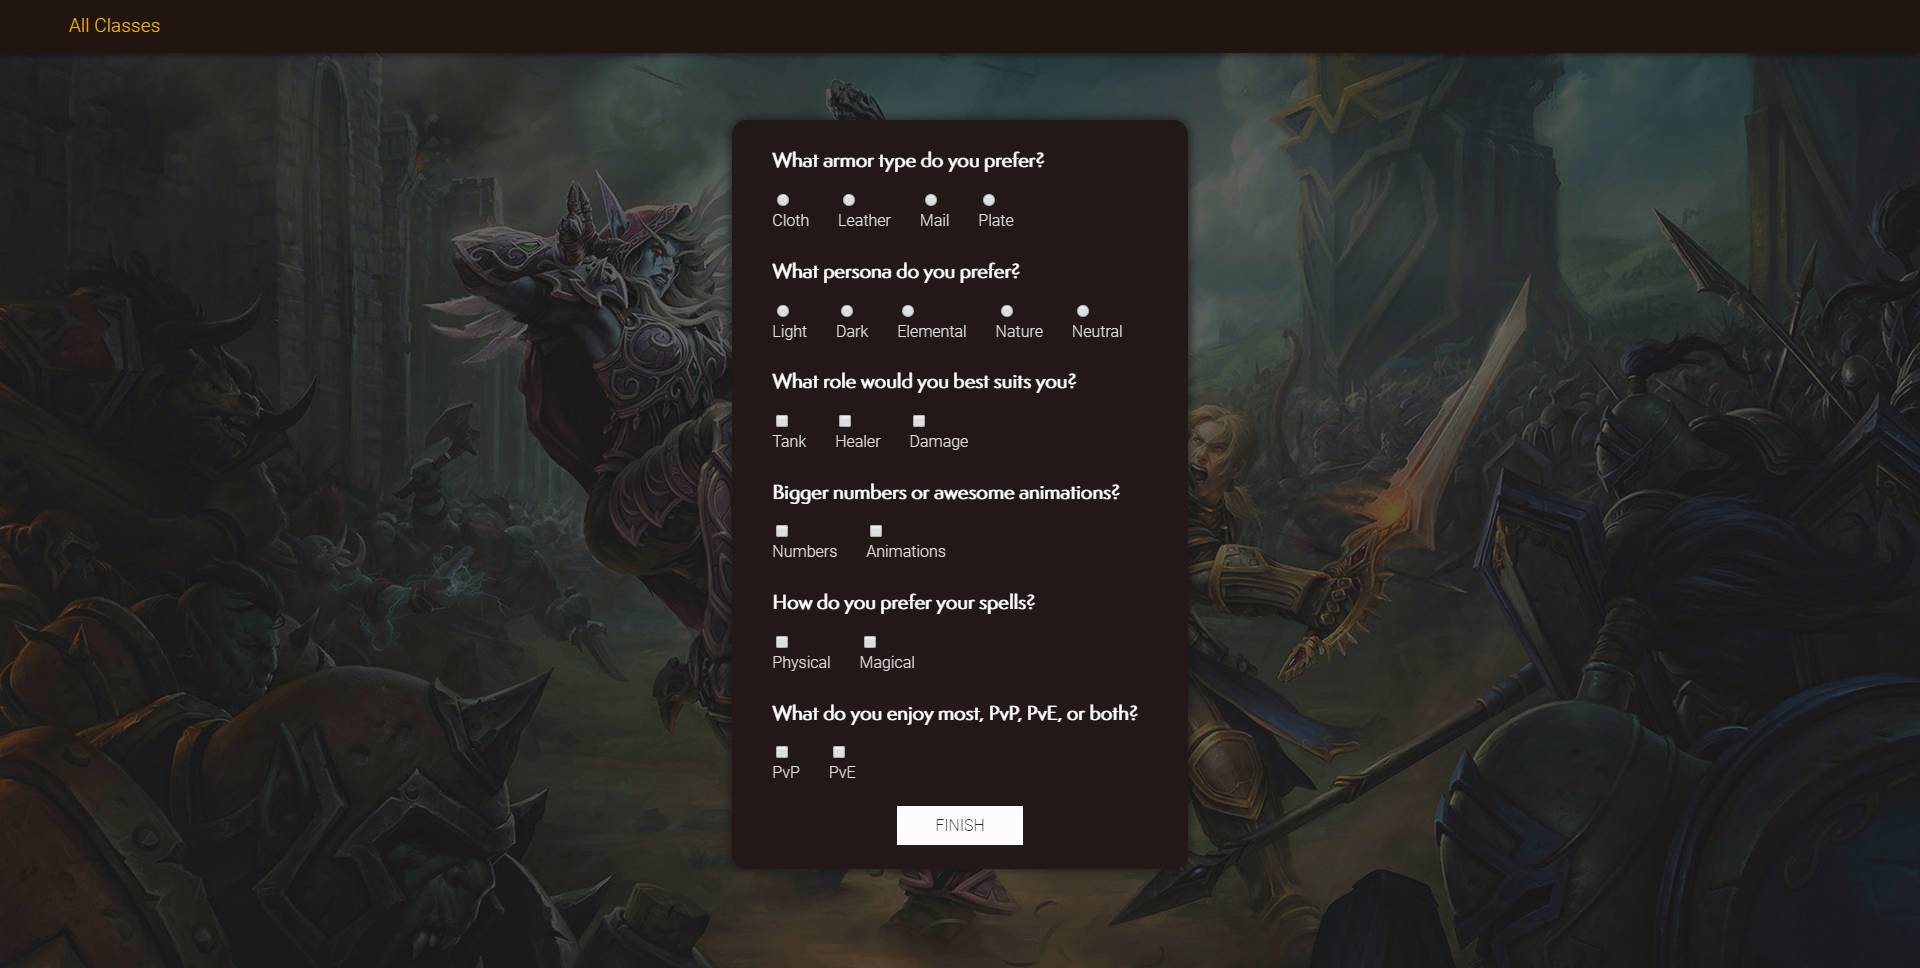 All Classes
What armor type do you prefer?
Cloth Leather Mail Plate
What persona do you prefer?
Light Dark Elemental Nature Neutral
What role would you best suits you?
Tank Healer Damage
Bigger numbers or awesome animations?
Numbers Animations
How do you prefer your spells?
Physical Magical
What do you enjoy most, PvP, PvE, or both?
PvP PvE
FINISH